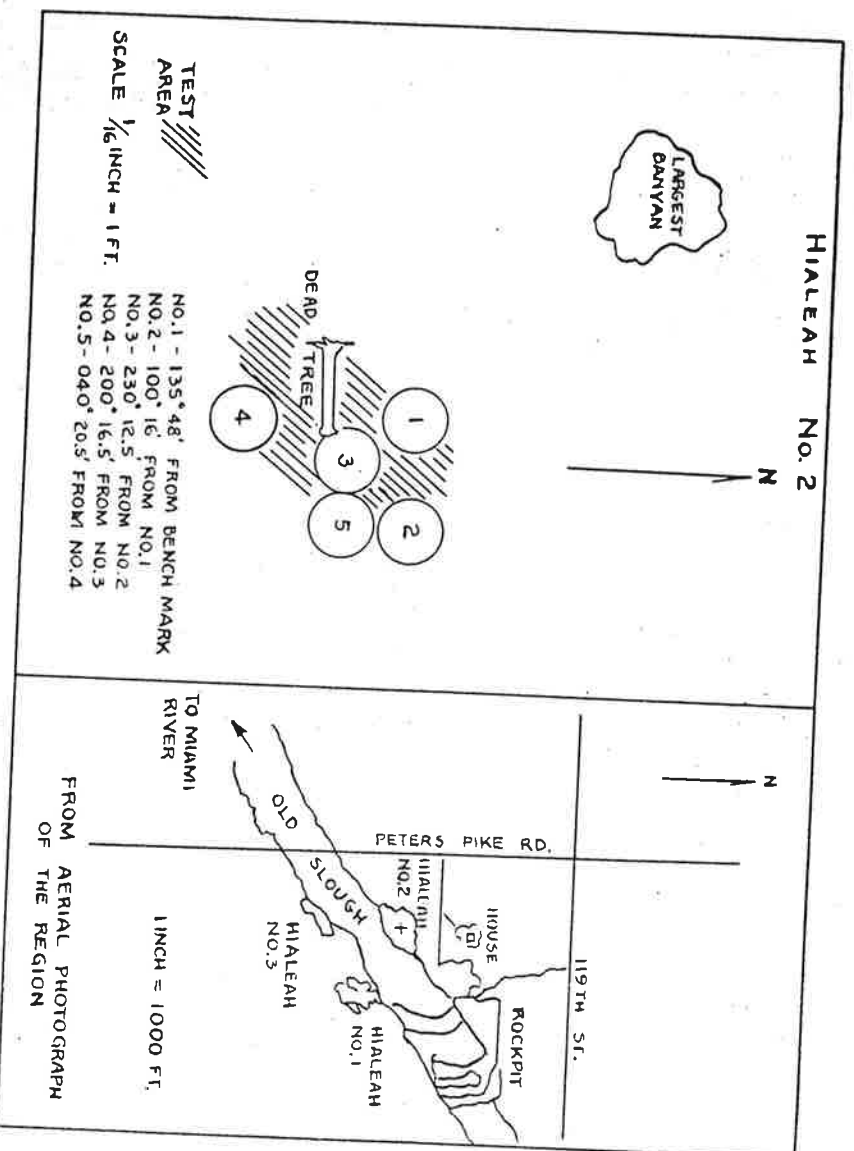 HIALEAH NO. 2
N
LARGEST
BANYAN
1
2
3
5
4
DEAD TREE
TEST
AREA
SCALE 1/16 INCH = 1 FT.
NO.1 - 135° 48' FROM BENCH MARK
NO.2 - 100° 16' FROM NO.1
NO.3 - 230° 12.5' FROM NO.2
NO.4 - 200° 16.5' FROM NO.3
NO.5 - 040° 20.5' FROM NO.4
N
119TH ST.
PETERS PIKE RD.
HOUSE
ROCKPIT
HIALEAH
NO.2
OLD SLOUGH
TO MIAMI
RIVER
HIALEAH
NO.3
HIALEAH
NO.1
1 INCH = 1000 FT.
FROM AERIAL PHOTOGRAPH
OF THE REGION